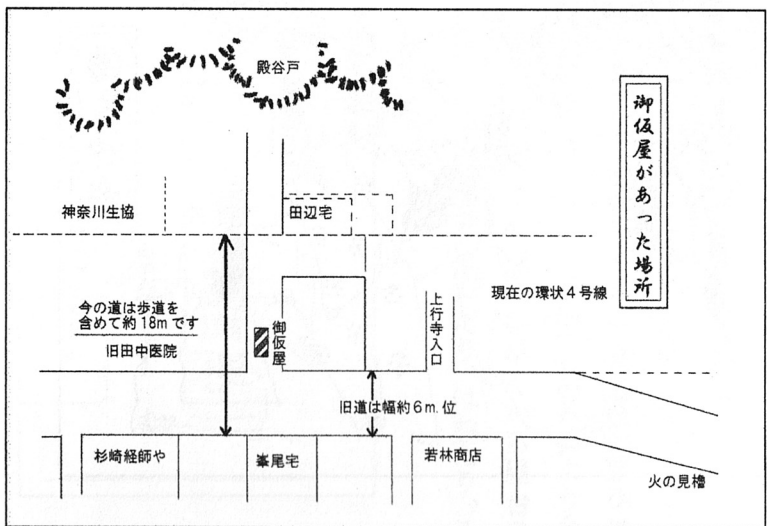 御仮屋があった場所
殿谷戸
神奈川生協
田辺宅
現在の環状4号線
今の道は歩道を
含めて約18mです
旧田中医院
御仮屋
上行寺入口
旧道は幅約6m.位
杉崎経師や
峯尾宅
若林商店
火の見櫓